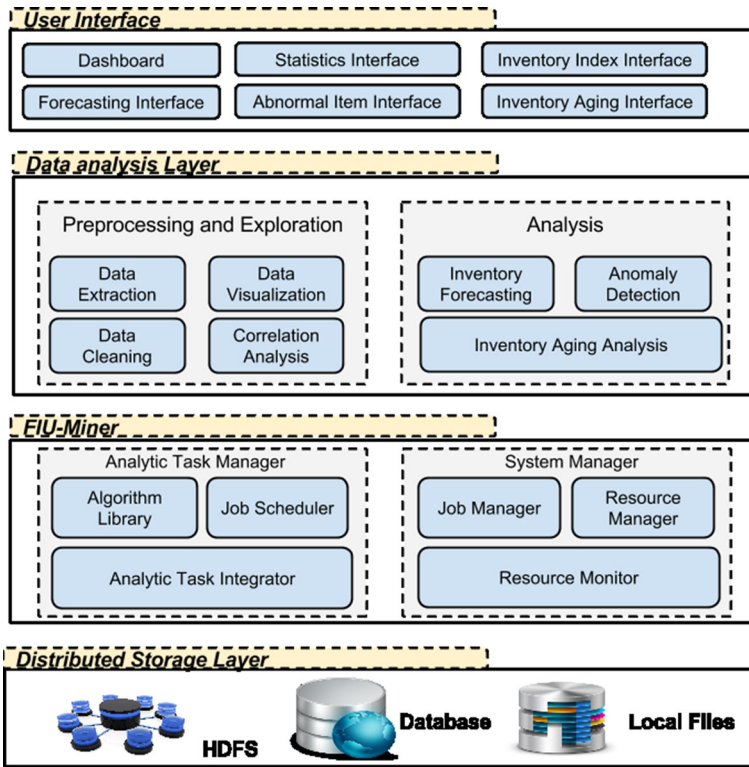 User Interface
Dashboard
Statistics Interface
Inventory Index Interface
Forecasting Interface
Abnormal Item Interface
Inventory Aging Interface
Data analysis Layer
Preprocessing and Exploration
Data
Extraction
Data
Visualization
Data
Cleaning
Correlation
Analysis
Analysis
Inventory
Forecasting
Anomaly
Detection
Inventory Aging Analysis
FIU-Miner
Analytic Task Manager
Algorithm
Library
Job Scheduler
Analytic Task Integrator
System Manager
Job Manager
Resource
Manager
Resource Monitor
Distributed Storage Layer
HDFS
Database
Local Files